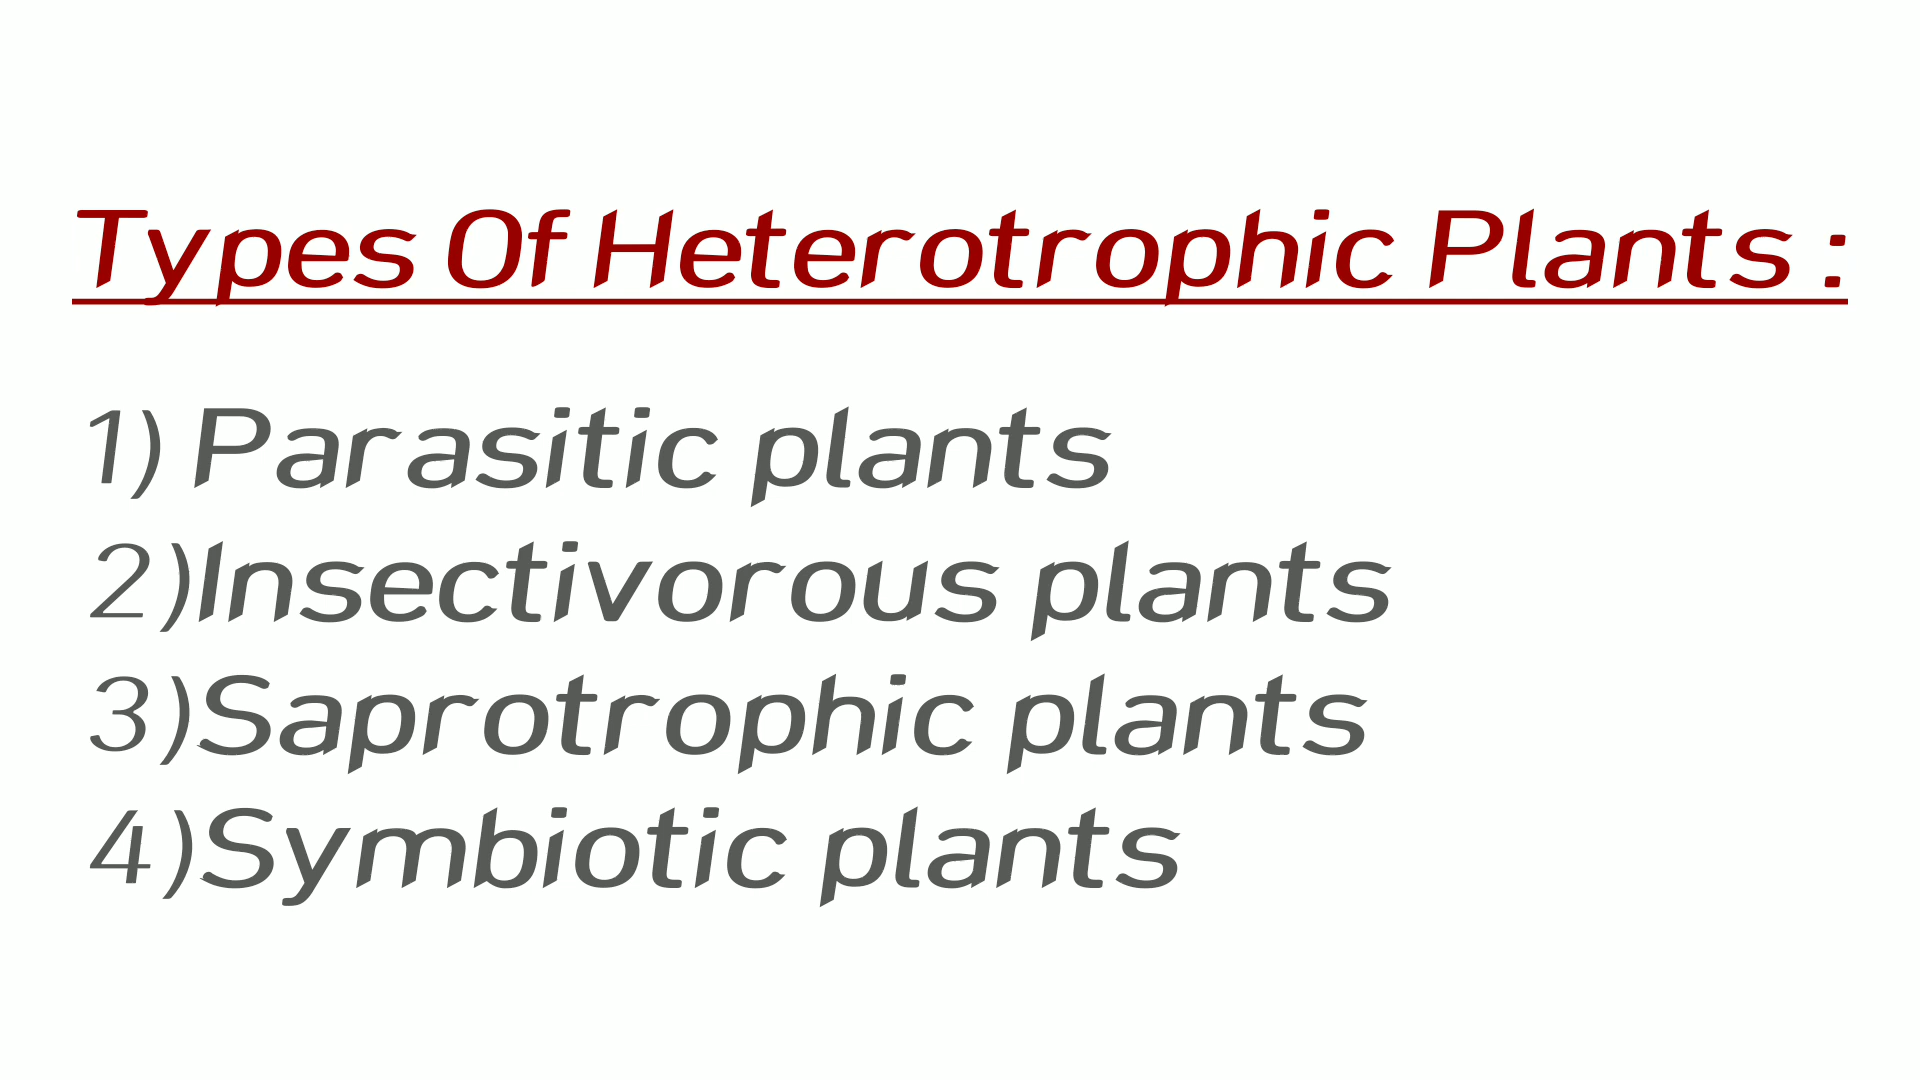 Types Of Heterotrophic Plants :
1) Parasitic plants
2)Insectivorous plants
3)Saprotrophic plants
4)Symbiotic plants